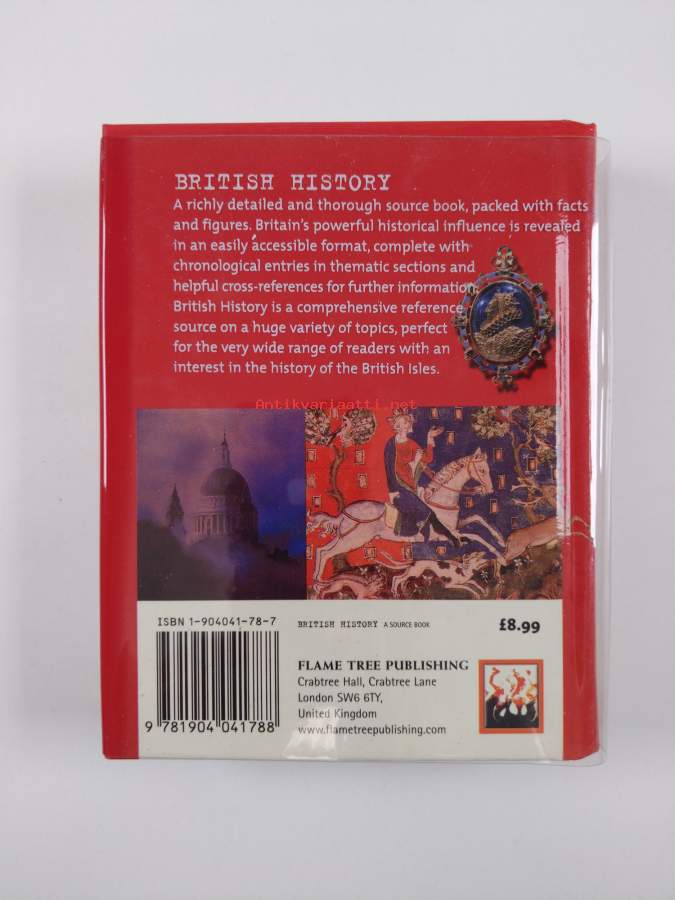 BRITISH HISTORY
A richly detailed and thorough source book, packed with facts
and figures. Britain's powerful historical influence is revealed
in an easily accessible format, complete with
chronological entries in thematic sections and
helpful cross-references for further information.
British History is a comprehensive reference
source on a huge variety of topics, perfect
for the very wide range of readers with an
interest in the history of the British Isles.
Antikvariaatti.net
ISBN 1-904041-78-7
9 781904 041788
BRITISH HISTORY A SOURCE BOOK
£8.99
FLAME TREE PUBLISHING
Crabtree Hall, Crabtree Lane
London SW6 6TY,
United Kingdom
www.flametreepublishing.com